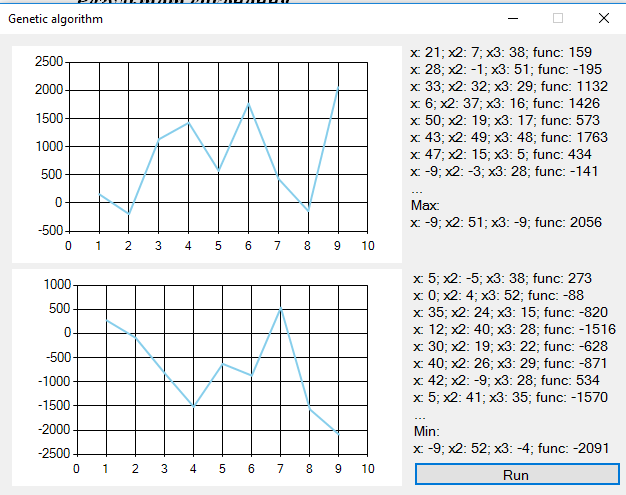 Genetic algorithm
2500
2000
1500
1000
500
0
-500
0 1 2 3 4 5 6 7 8 9 10
x: 21; x2: 7; x3: 38; func: 159
x: 28; x2: -1; x3: 51; func: -195
x: 33; x2: 32; x3: 29; func: 1132
x: 6; x2: 37; x3: 16; func: 1426
x: 50; x2: 19; x3: 17; func: 573
x: 43; x2: 49; x3: 48; func: 1763
x: 47; x2: 15; x3: 5; func: 434
x: -9; x2: -3; x3: 28; func: -141
...
Max:
x: -9; x2: 51; x3: -9; func: 2056
1000
500
0
-500
-1000
-1500
-2000
-2500
0 1 2 3 4 5 6 7 8 9 10
x: 5; x2: -5; x3: 38; func: 273
x: 0; x2: 4; x3: 52; func: -88
x: 35; x2: 24; x3: 15; func: -820
x: 12; x2: 40; x3: 28; func: -1516
x: 30; x2: 19; x3: 22; func: -628
x: 40; x2: 26; x3: 29; func: -871
x: 42; x2: -9; x3: 28; func: 534
x: 5; x2: 41; x3: 35; func: -1570
...
Min:
x: -9; x2: 52; x3: -4; func: -2091
Run